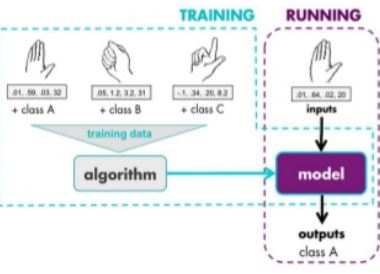 TRAINING
RUNNING
.01, .59, .03, 32
.05, 1.2, 3.2, 31
-.1, .34, .20, 8.2
.01, .64, .02, 20
+ class A
+ class B
+ class C
inputs
training data
algorithm
model
outputs
class A